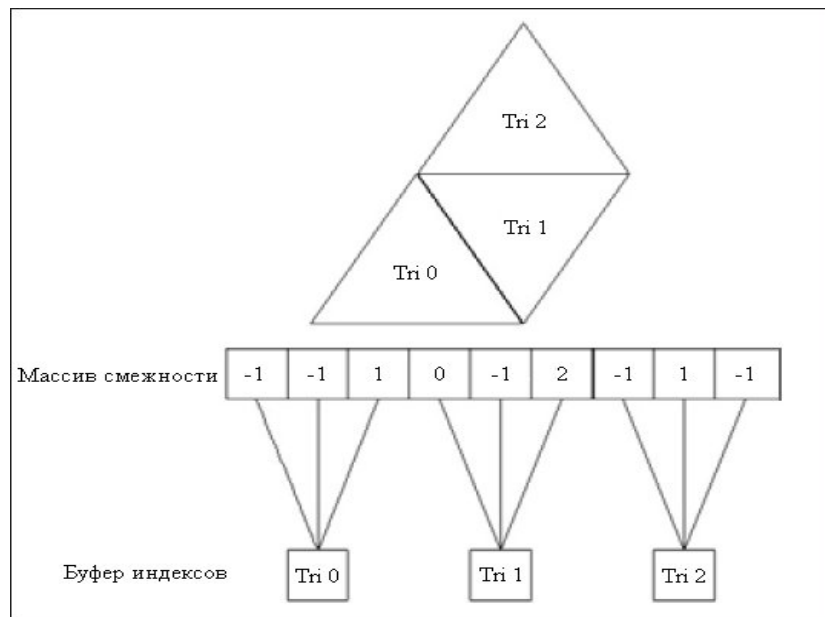 Tri 2
Tri 1
Tri 0
Массив смежности -1 -1 1 0 -1 2 -1 1 -1
Буфер индексов Tri 0 Tri 1 Tri 2